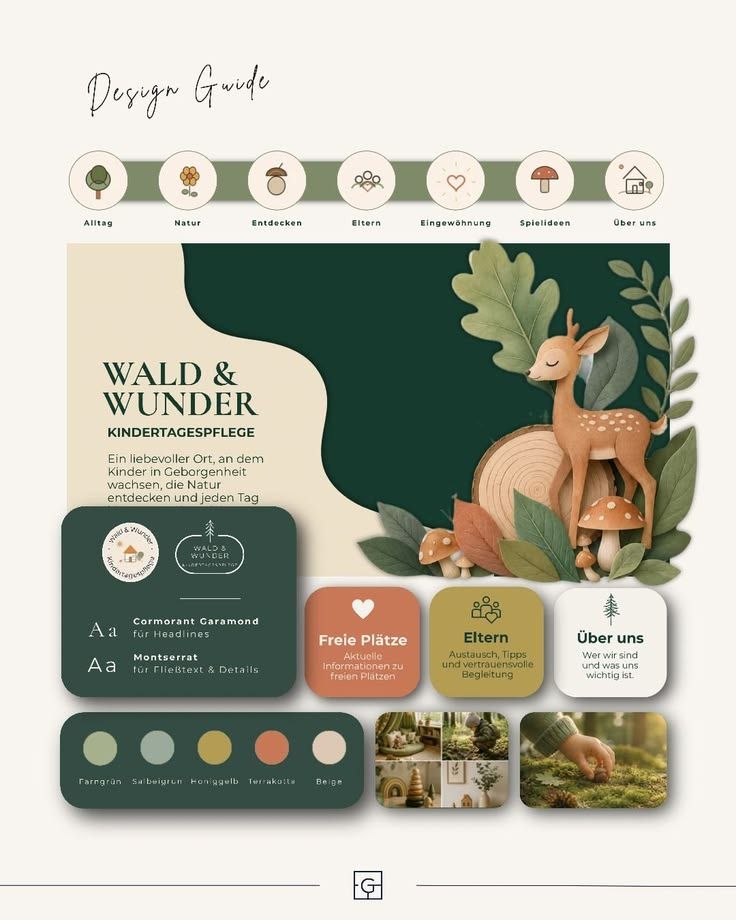 Design Guide
Alltag
Natur
Entdecken
Eltern
Eingewöhnung
Spielideen
Über uns
WALD &
WUNDER
KINDERTAGESPFLEGE
Ein liebevoller Ort, an dem
Kinder in Geborgenheit
wachsen, die Natur
entdecken und jeden Tag
Wald & Wunder
Kindertagespflege
WALD &
WUNDER
KINDERTAGESPFLEGE
Aa
Cormorant Garamond
für Headlines
Aa
Montserrat
für Fließtext & Details
Freie Plätze
Aktuelle
Informationen zu
freien Plätzen
Eltern
Austausch, Tipps
und vertrauensvolle
Begleitung
Über uns
Wer wir sind
und was uns
wichtig ist.
Farngrün
Salbeigrün
Honiggelb
Terrakotta
Beige
G